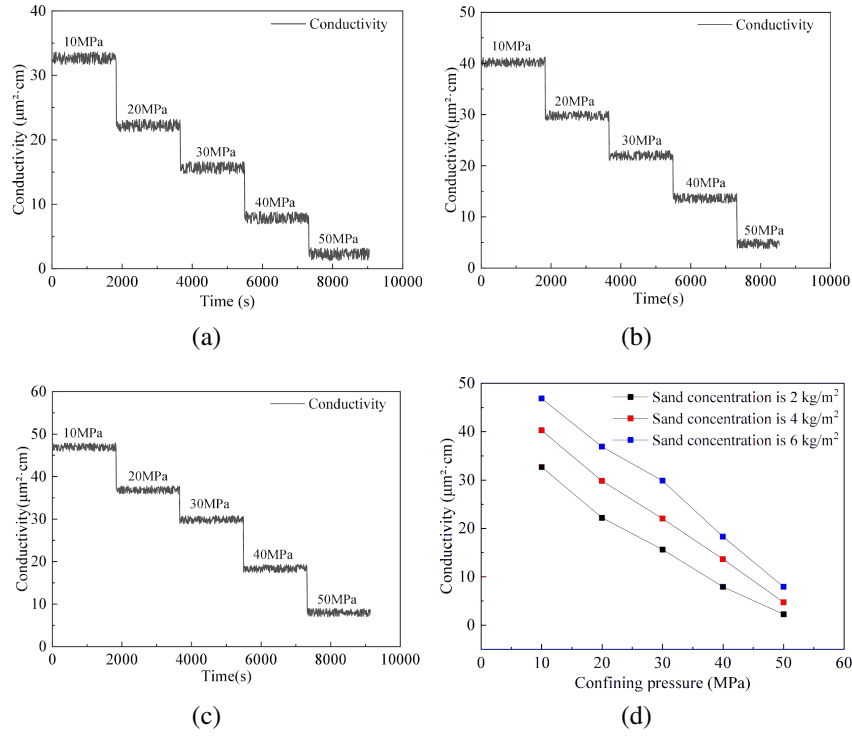 40
30
20
10
0
Conductivity (μm²·cm)
Conductivity
10MPa
20MPa
30MPa
40MPa
50MPa
0 2000 4000 6000 8000 10000
Time (s)
(a)
50
40
30
20
10
0
Conductivity(μm²·cm)
Conductivity
10MPa
20MPa
30MPa
40MPa
50MPa
0 2000 4000 6000 8000 10000
Time(s)
(b)
60
50
40
30
20
10
0
Conductivity(μm²·cm)
Conductivity
10MPa
20MPa
30MPa
40MPa
50MPa
0 2000 4000 6000 8000 10000
Time(s)
(c)
50
40
30
20
10
0
Conductivity (μm²·cm)
Sand concentration is 2 kg/m²
Sand concentration is 4 kg/m²
Sand concentration is 6 kg/m²
0 10 20 30 40 50 60
Confining pressure (MPa)
(d)